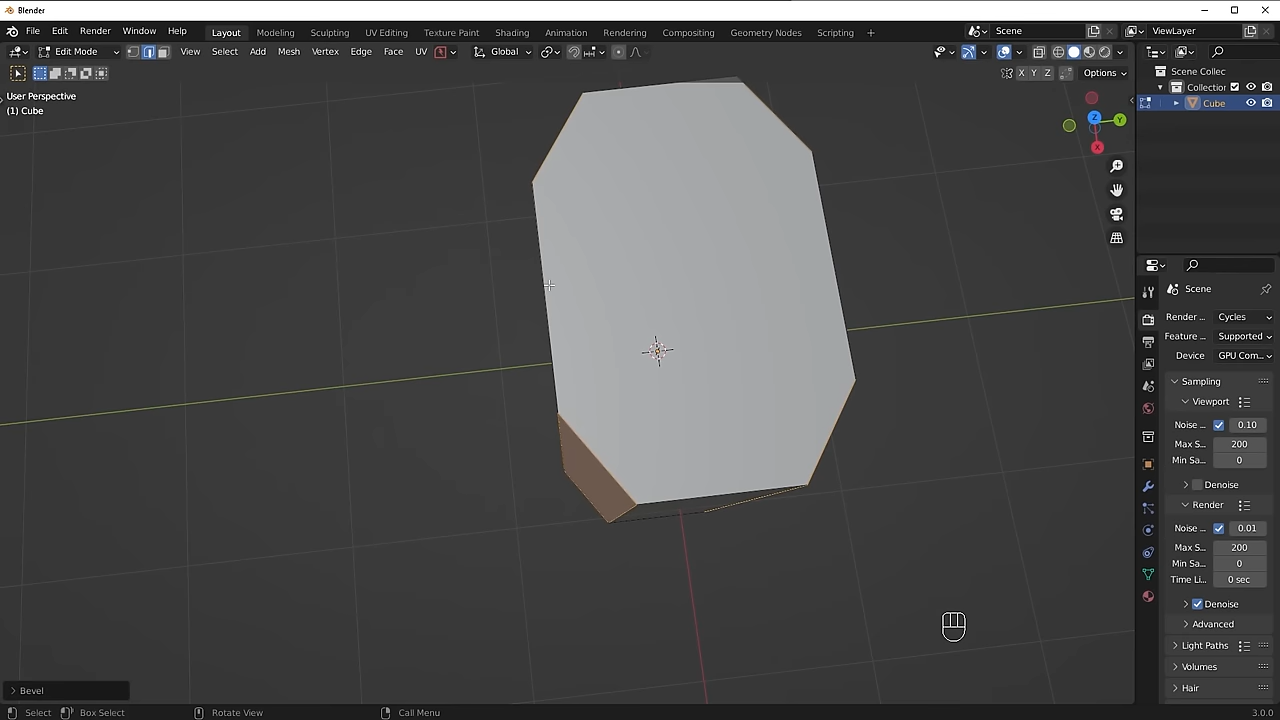 Blender
File Edit Render Window Help Layout Modeling Sculpting UV Editing Texture Paint Shading Animation Rendering Compositing Geometry Nodes Scripting + Scene ViewLayer
Edit Mode View Select Add Mesh Vertex Edge Face UV Global
X Y Z Options
User Perspective
(1) Cube
Scene Collec
Collection
Cube
Z
Y
X
Scene
Render ... Cycles
Feature ... Supported
Device GPU Com...
Sampling
Viewport
Noise ... 0.10
Max S... 200
Min Sa... 0
Denoise
Render
Noise ... 0.01
Max S... 200
Min Sa... 0
Time Li... 0 sec
Denoise
Advanced
Light Paths
Volumes
Hair
Bevel
Select Box Select Rotate View Call Menu 3.0.0